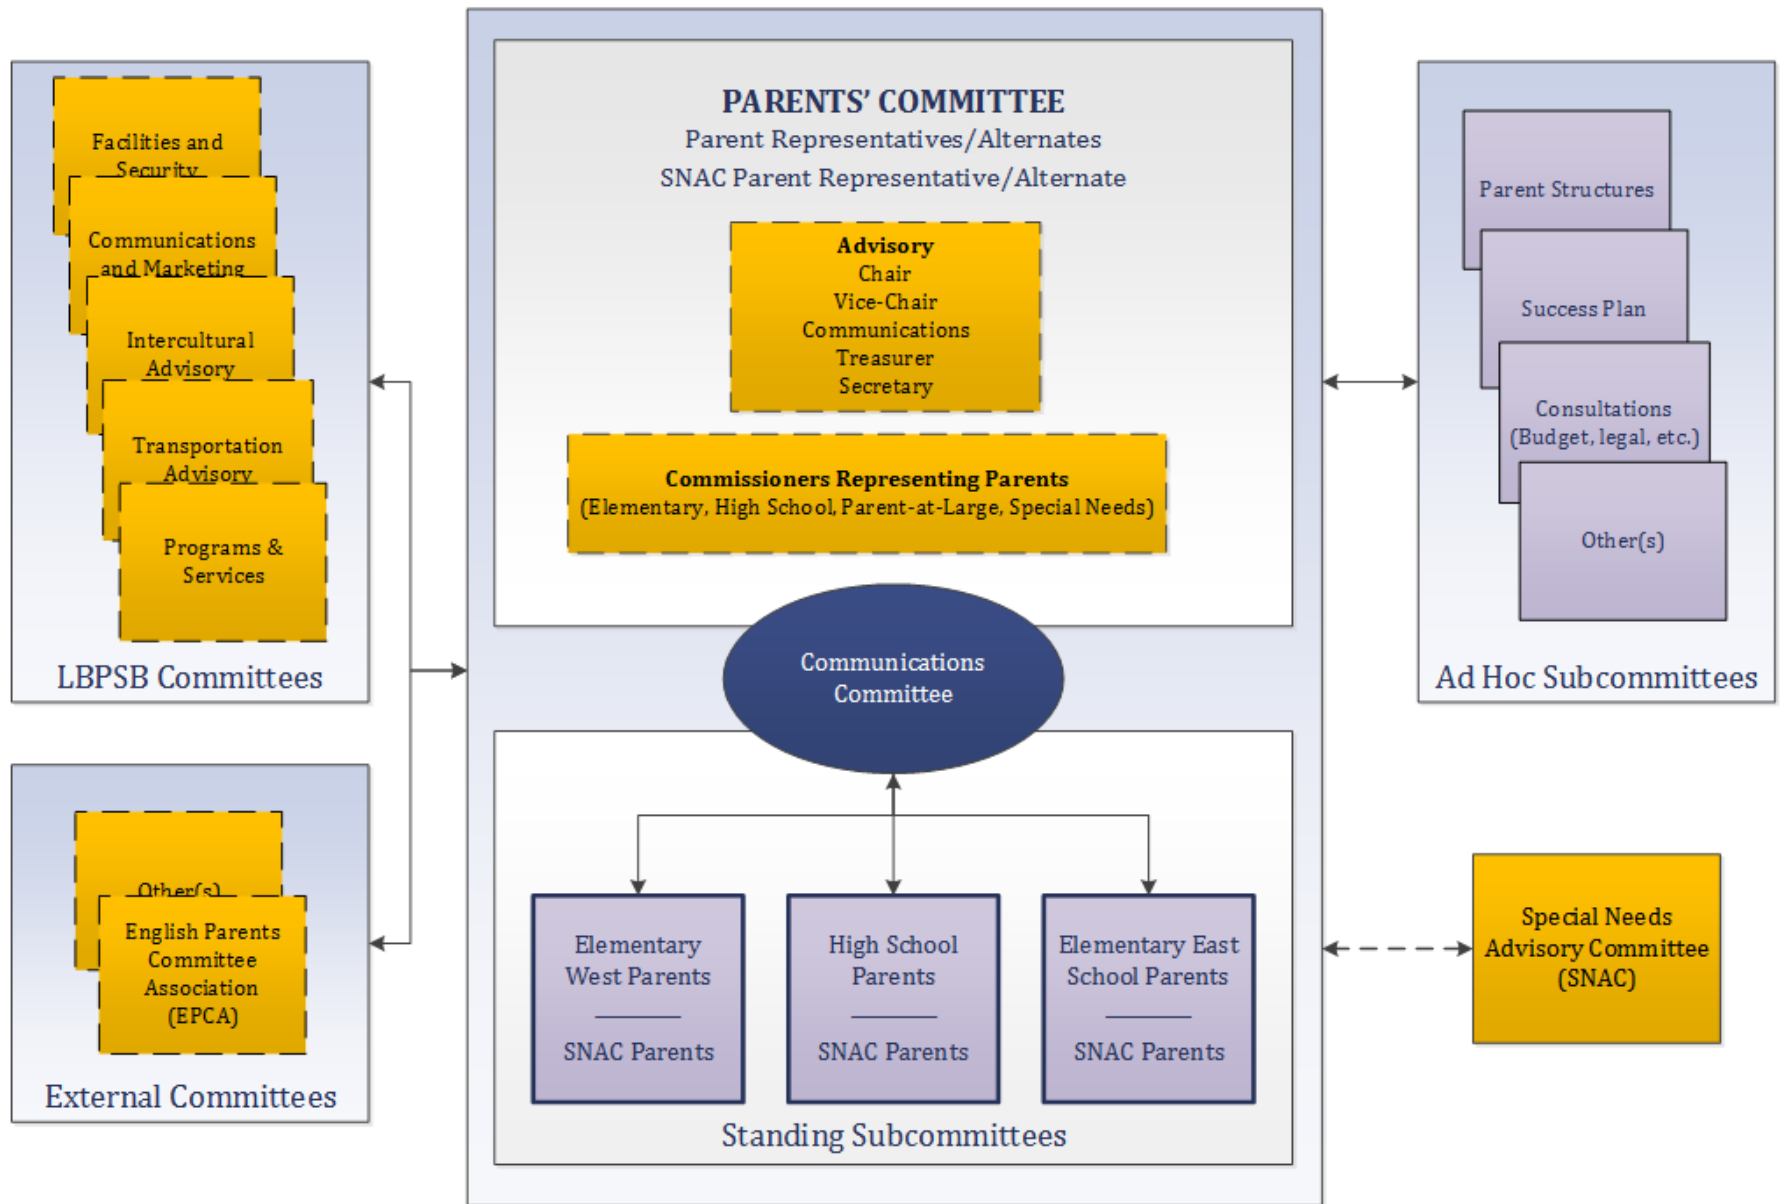 Facilities and
Security
Communications
and Marketing
Intercultural
Advisory
Transportation
Advisory
Programs &
Services
LBPSB Committees
Other(s)
English Parents
Committee
Association
(EPCA)
External Committees
PARENTS’ COMMITTEE
Parent Representatives/Alternates
SNAC Parent Representative/Alternate
Advisory
Chair
Vice-Chair
Communications
Treasurer
Secretary
Commissioners Representing Parents
(Elementary, High School, Parent-at-Large, Special Needs)
Communications
Committee
Elementary
West Parents
SNAC Parents
High School
Parents
SNAC Parents
Elementary East
School Parents
SNAC Parents
Standing Subcommittees
Parent Structures
Success Plan
Consultations
(Budget, legal, etc.)
Other(s)
Ad Hoc Subcommittees
Special Needs
Advisory Committee
(SNAC)